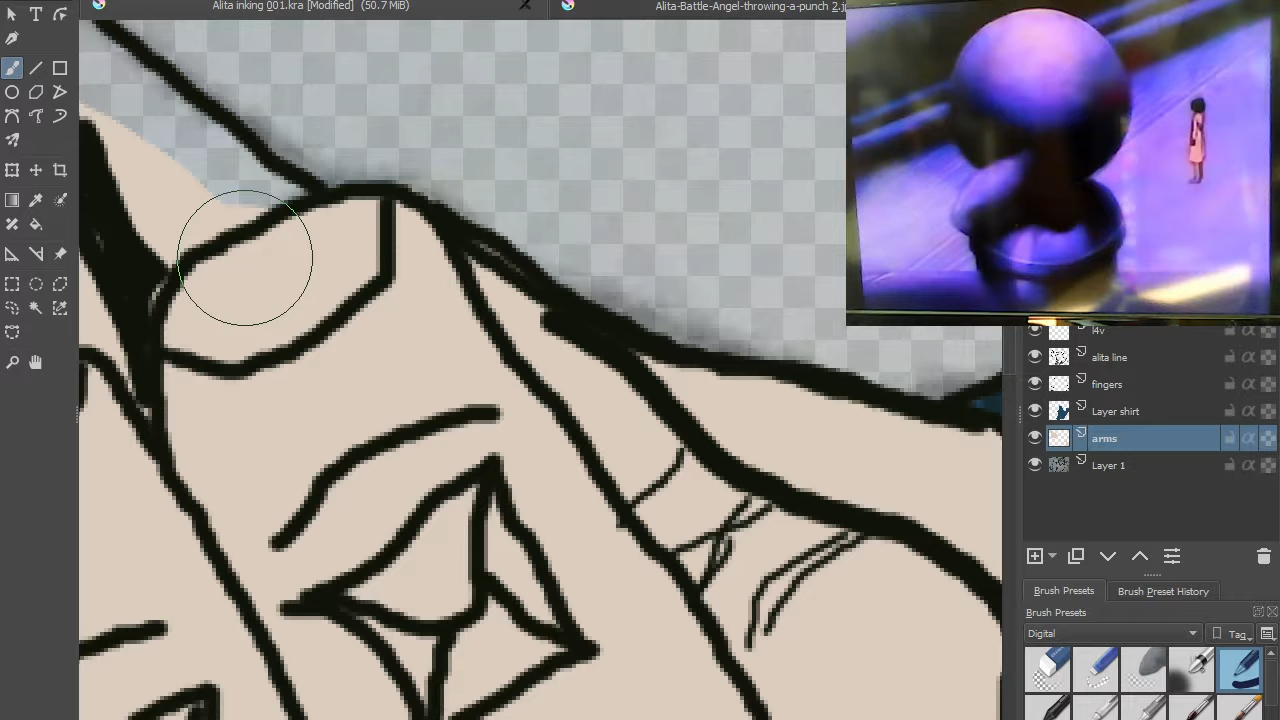 Alita inking 001.kra [Modified] (50.7 MiB)
Alita-Battle-Angel-throwing-a-punch 2.j
l4v
alita line
fingers
Layer shirt
arms
Layer 1
Brush Presets
Brush Preset History
Brush Presets
Digital
Tag